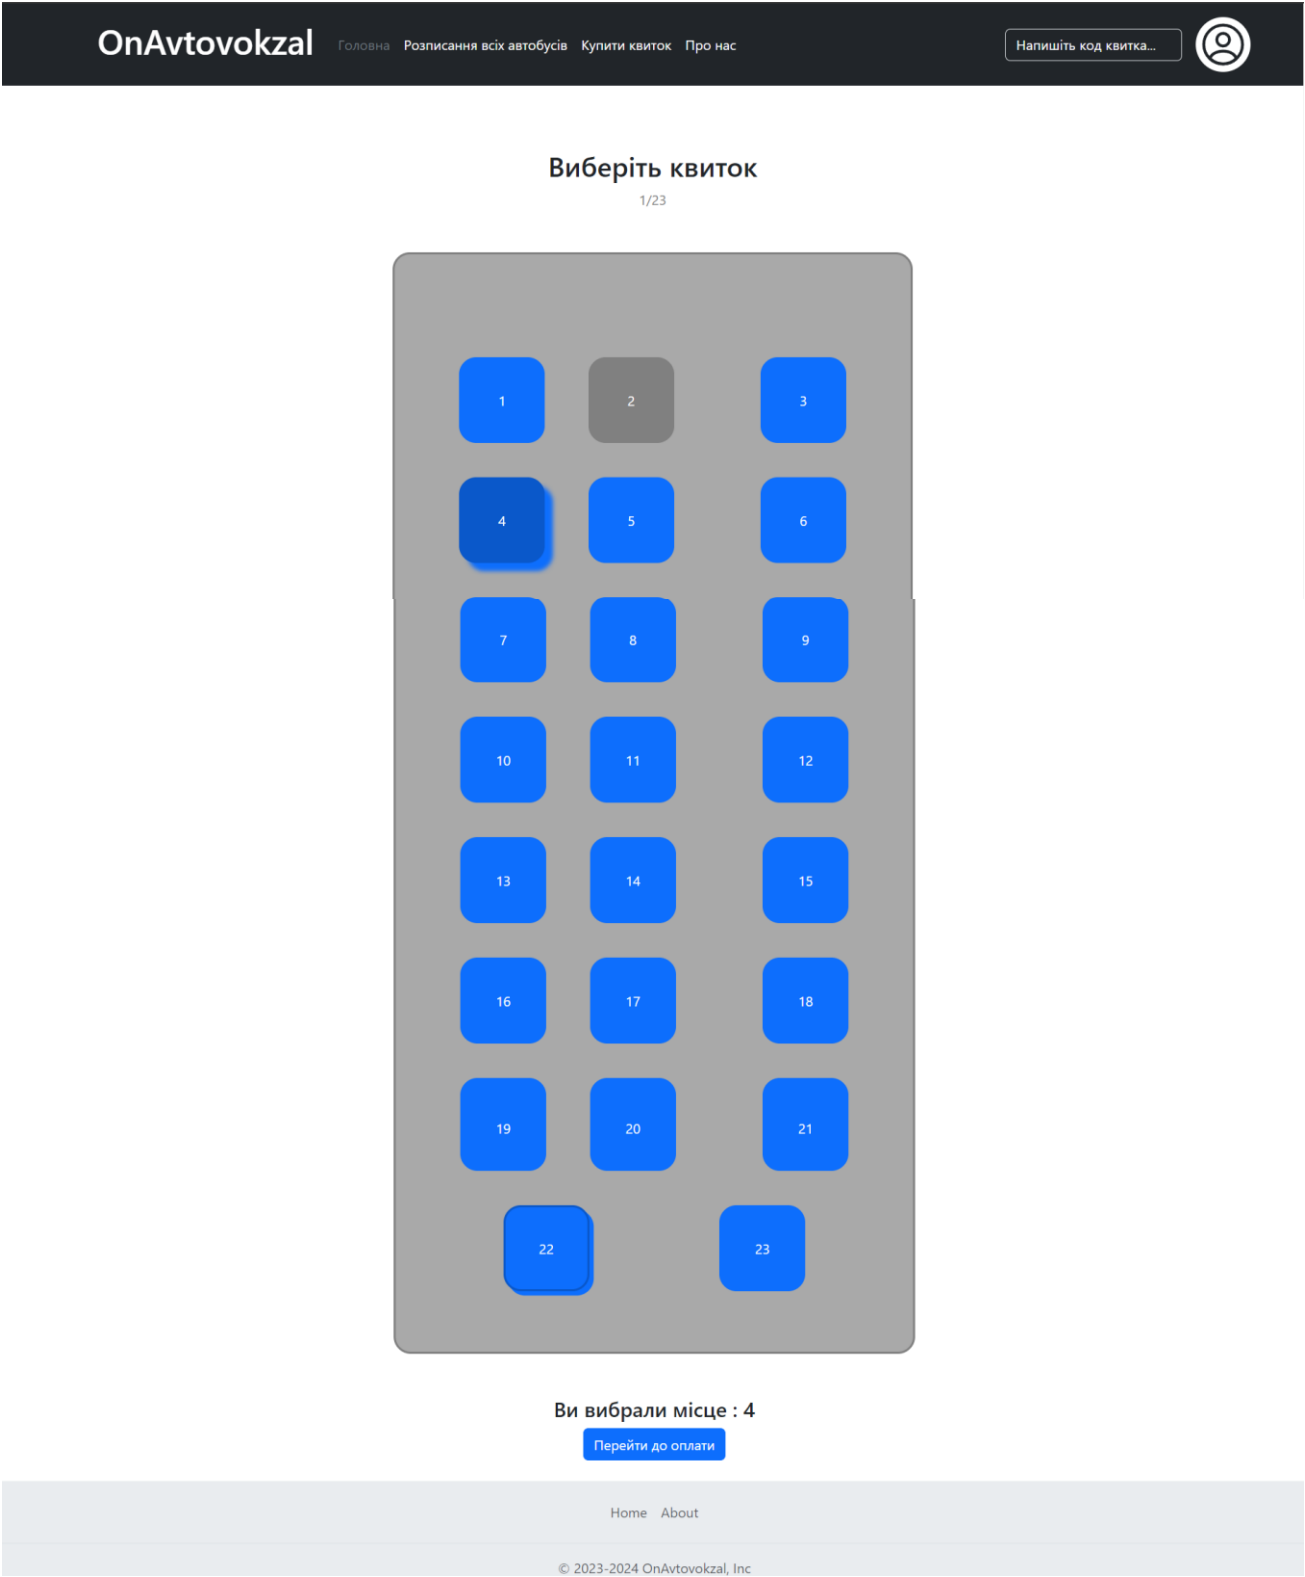 OnAvtovokzal Головна Розписання всіх автобусів Купити квиток Про нас Напишіть код квитка...
Виберіть квиток
1/23
1 2 3
4 5 6
7 8 9
10 11 12
13 14 15
16 17 18
19 20 21
22 23
Ви вибрали місце : 4
Перейти до оплати
Home About
© 2023-2024 OnAvtovokzal, Inc